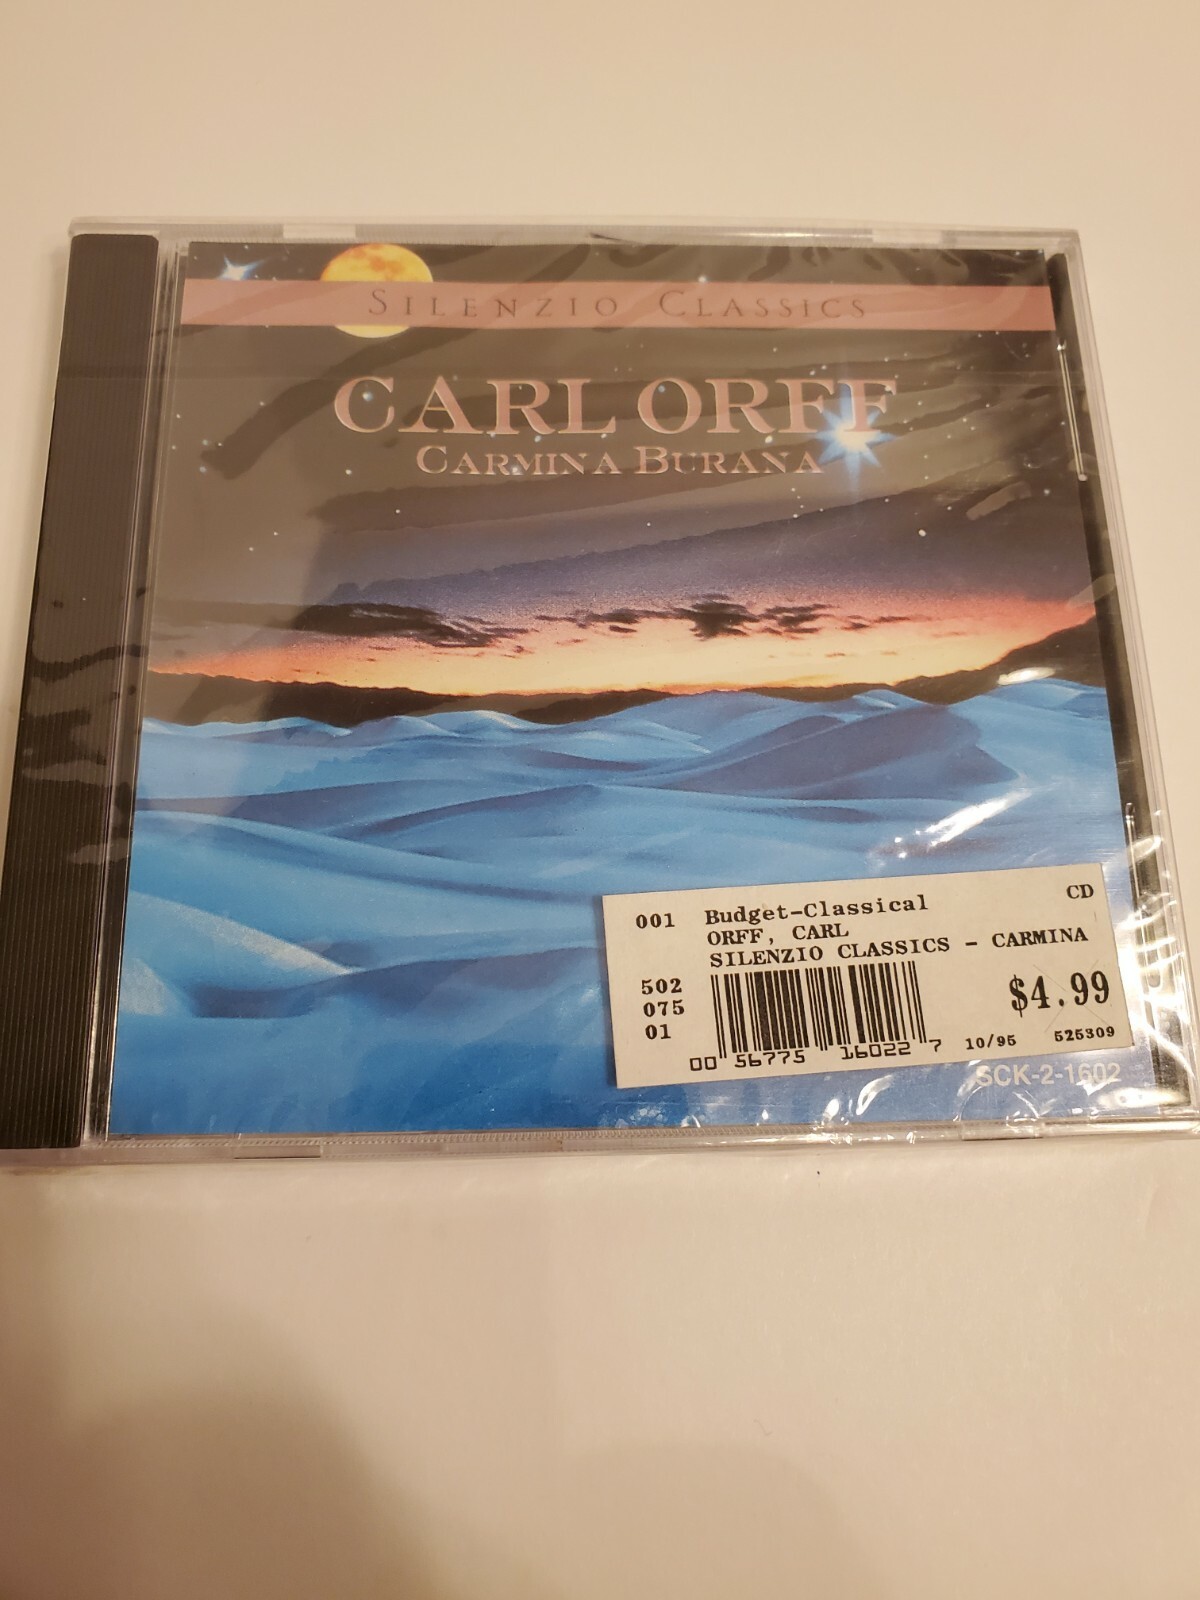 SILENZIO CLASSICS
CARL ORFF
CARMINA BURANA
001 Budget-Classical CD
ORFF, CARL
SILENZIO CLASSICS - CARMINA
502
075
01
$4.99
00 56775 16022 7
10/95 525309
SCK-2-1602